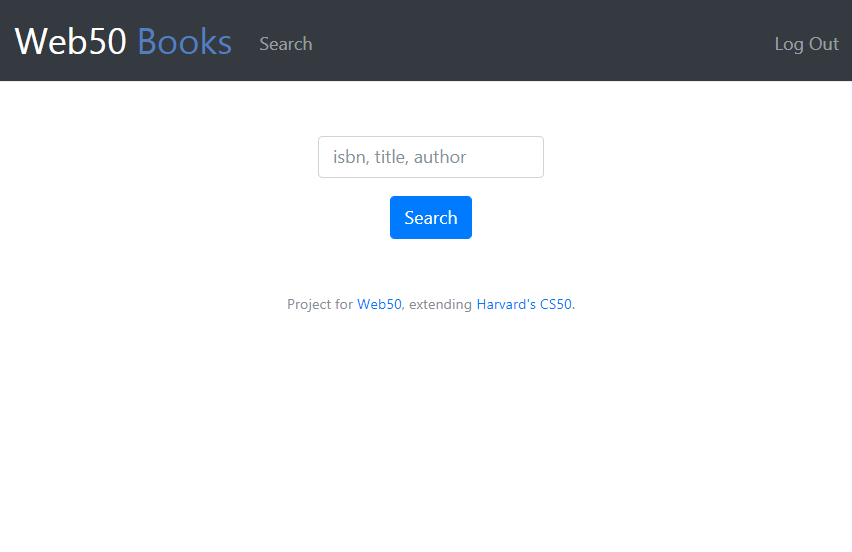 Web50 Books Search Log Out
isbn, title, author
Search
Project for Web50, extending Harvard's CS50.